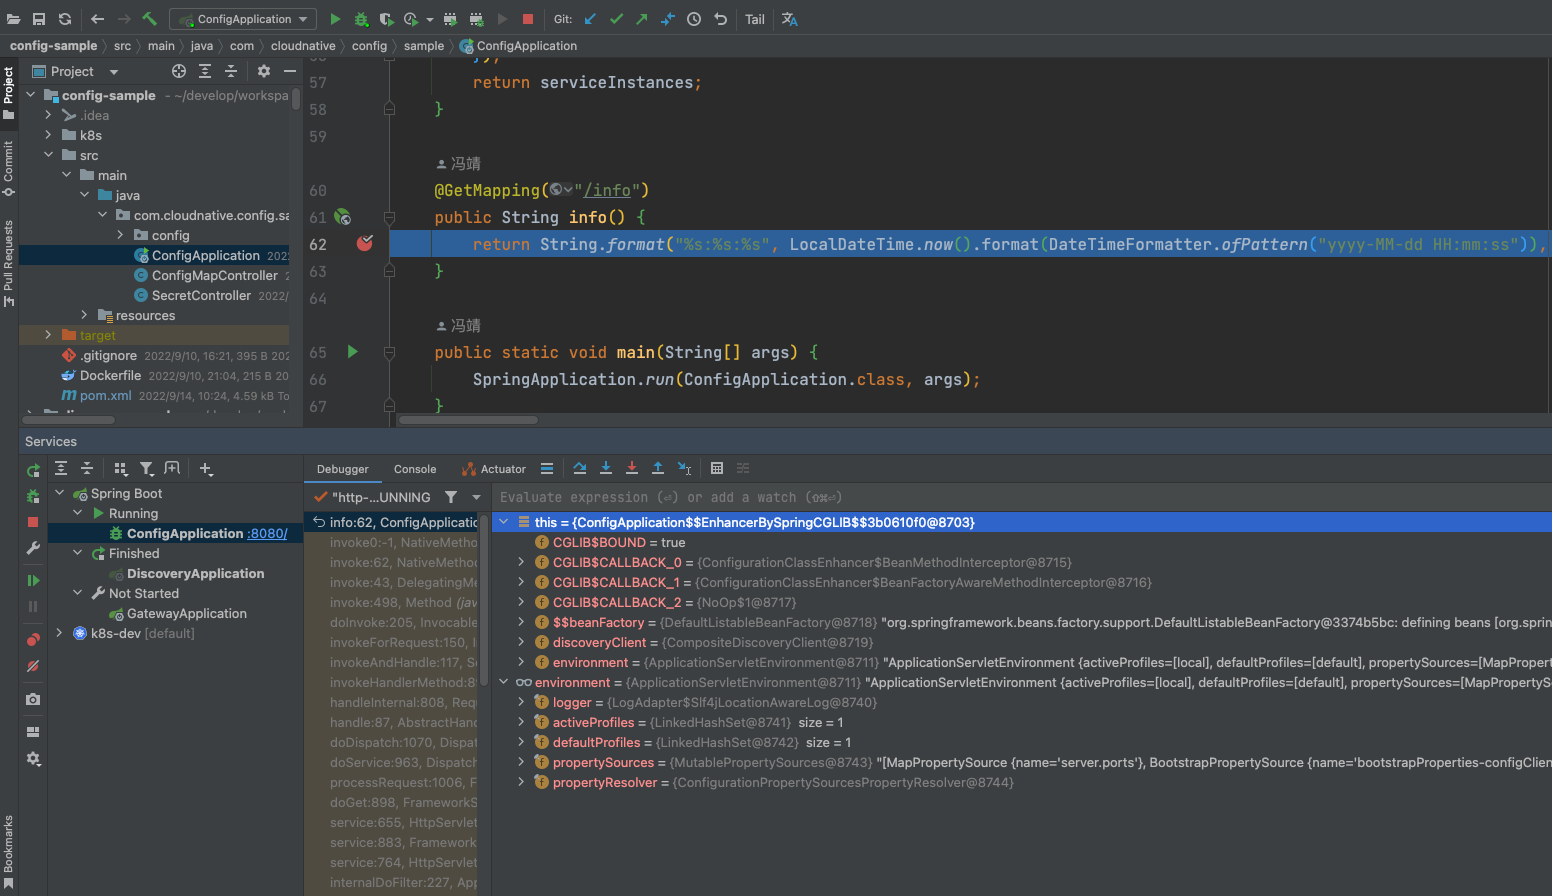 ConfigApplication
Git:
Tail
config-sample
src
main
java
com
cloudnative
config
sample
ConfigApplication
Project
Commit
Pull Requests
Bookmarks
Project
config-sample - ~/develop/workspa
.idea
k8s
src
main
java
com.cloudnative.config.sa
config
ConfigApplication 2022
ConfigMapController 2
SecretController 2022/
resources
target
.gitignore 2022/9/10, 16:21, 395 B 202
Dockerfile 2022/9/10, 21:04, 215 B 20
pom.xml 2022/9/14, 10:24, 4.59 kB To
57 return serviceInstances;
58 }
59
冯靖
60 @GetMapping("/info")
61 public String info() {
62 return String.format("%s:%s:%s", LocalDateTime.now().format(DateTimeFormatter.ofPattern("yyyy-MM-dd HH:mm:ss")),
63 }
64
冯靖
65 public static void main(String[] args) {
66 SpringApplication.run(ConfigApplication.class, args);
67 }
Services
Spring Boot
Running
ConfigApplication :8080/
Finished
DiscoveryApplication
Not Started
GatewayApplication
k8s-dev [default]
Debugger
Console
Actuator
"http-...UNNING
info:62, ConfigApplicatio
invoke0:-1, NativeMetho
invoke:62, NativeMethod
invoke:43, DelegatingMe
invoke:498, Method (jav
doInvoke:205, Invocable
invokeForRequest:150, I
invokeAndHandle:117, Se
invokeHandlerMethod:8
handleInternal:808, Requ
handle:87, AbstractHand
doDispatch:1070, Dispat
doService:963, Dispatch
processRequest:1006, F
doGet:898, FrameworkS
service:655, HttpServlet
service:883, Framework
service:764, HttpServlet
internalDoFilter:227, App
Evaluate expression (⏎) or add a watch (⇧⌘⏎)
this = {ConfigApplication$$EnhancerBySpringCGLIB$$3b0610f0@8703}
CGLIB$BOUND = true
CGLIB$CALLBACK_0 = {ConfigurationClassEnhancer$BeanMethodInterceptor@8715}
CGLIB$CALLBACK_1 = {ConfigurationClassEnhancer$BeanFactoryAwareMethodInterceptor@8716}
CGLIB$CALLBACK_2 = {NoOp$1@8717}
$$beanFactory = {DefaultListableBeanFactory@8718} "org.springframework.beans.factory.support.DefaultListableBeanFactory@3374b5bc: defining beans [org.sprin
discoveryClient = {CompositeDiscoveryClient@8719}
environment = {ApplicationServletEnvironment@8711} "ApplicationServletEnvironment {activeProfiles=[local], defaultProfiles=[default], propertySources=[MapPropert
environment = {ApplicationServletEnvironment@8711} "ApplicationServletEnvironment {activeProfiles=[local], defaultProfiles=[default], propertySources=[MapPropertyS
logger = {LogAdapter$Slf4jLocationAwareLog@8740}
activeProfiles = {LinkedHashSet@8741} size = 1
defaultProfiles = {LinkedHashSet@8742} size = 1
propertySources = {MutablePropertySources@8743} "[MapPropertySource {name='server.ports'}, BootstrapPropertySource {name='bootstrapProperties-configClien
propertyResolver = {ConfigurationPropertySourcesPropertyResolver@8744}